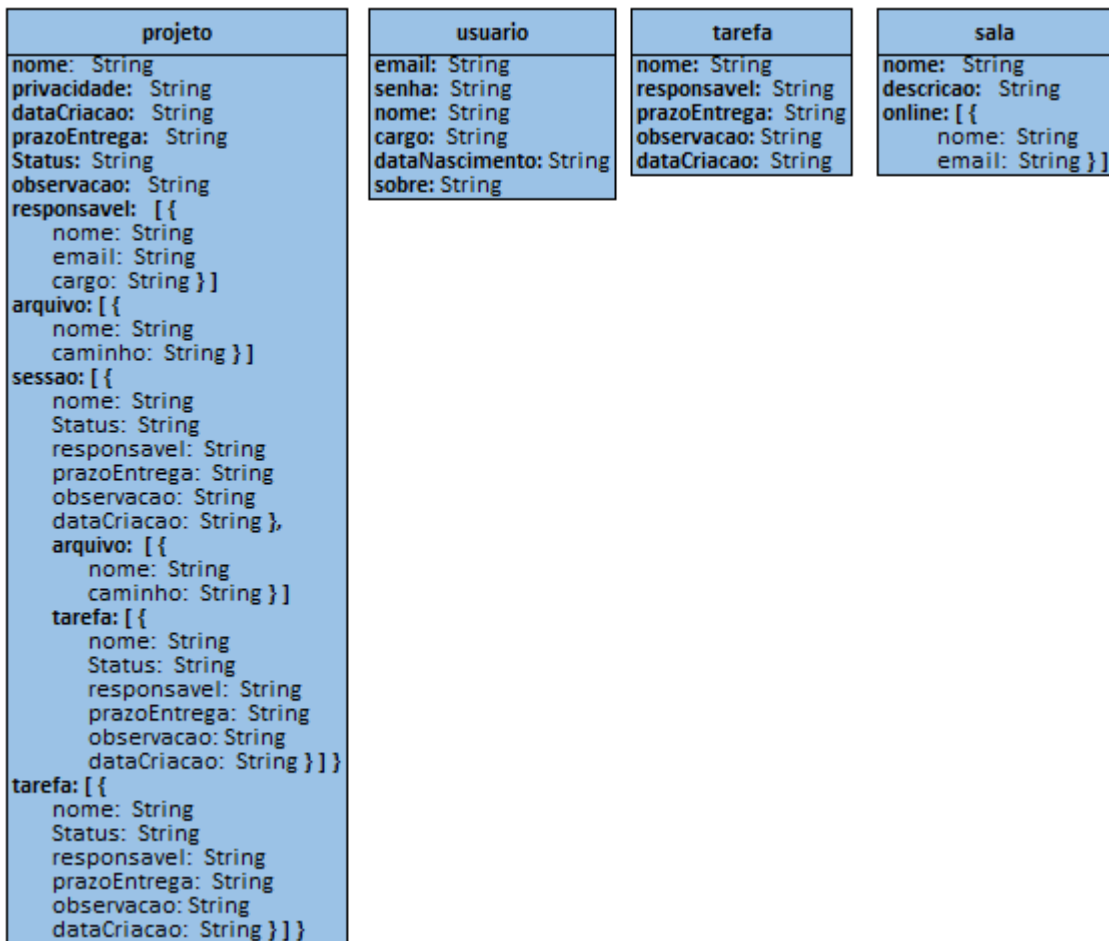 projeto
nome: String
privacidade: String
dataCriacao: String
prazoEntrega: String
Status: String
observacao: String
responsavel: [ {
nome: String
email: String
cargo: String } ]
arquivo: [ {
nome: String
caminho: String } ]
sessao: [ {
nome: String
Status: String
responsavel: String
prazoEntrega: String
observacao: String
dataCriacao: String },
arquivo: [ {
nome: String
caminho: String } ]
tarefa: [ {
nome: String
Status: String
responsavel: String
prazoEntrega: String
observacao: String
dataCriacao: String } ] }
tarefa: [ {
nome: String
Status: String
responsavel: String
prazoEntrega: String
observacao: String
dataCriacao: String } ] }
usuario
email: String
senha: String
nome: String
cargo: String
dataNascimento: String
sobre: String
tarefa
nome: String
responsavel: String
prazoEntrega: String
observacao: String
dataCriacao: String
sala
nome: String
descricao: String
online: [ {
nome: String
email: String } ]